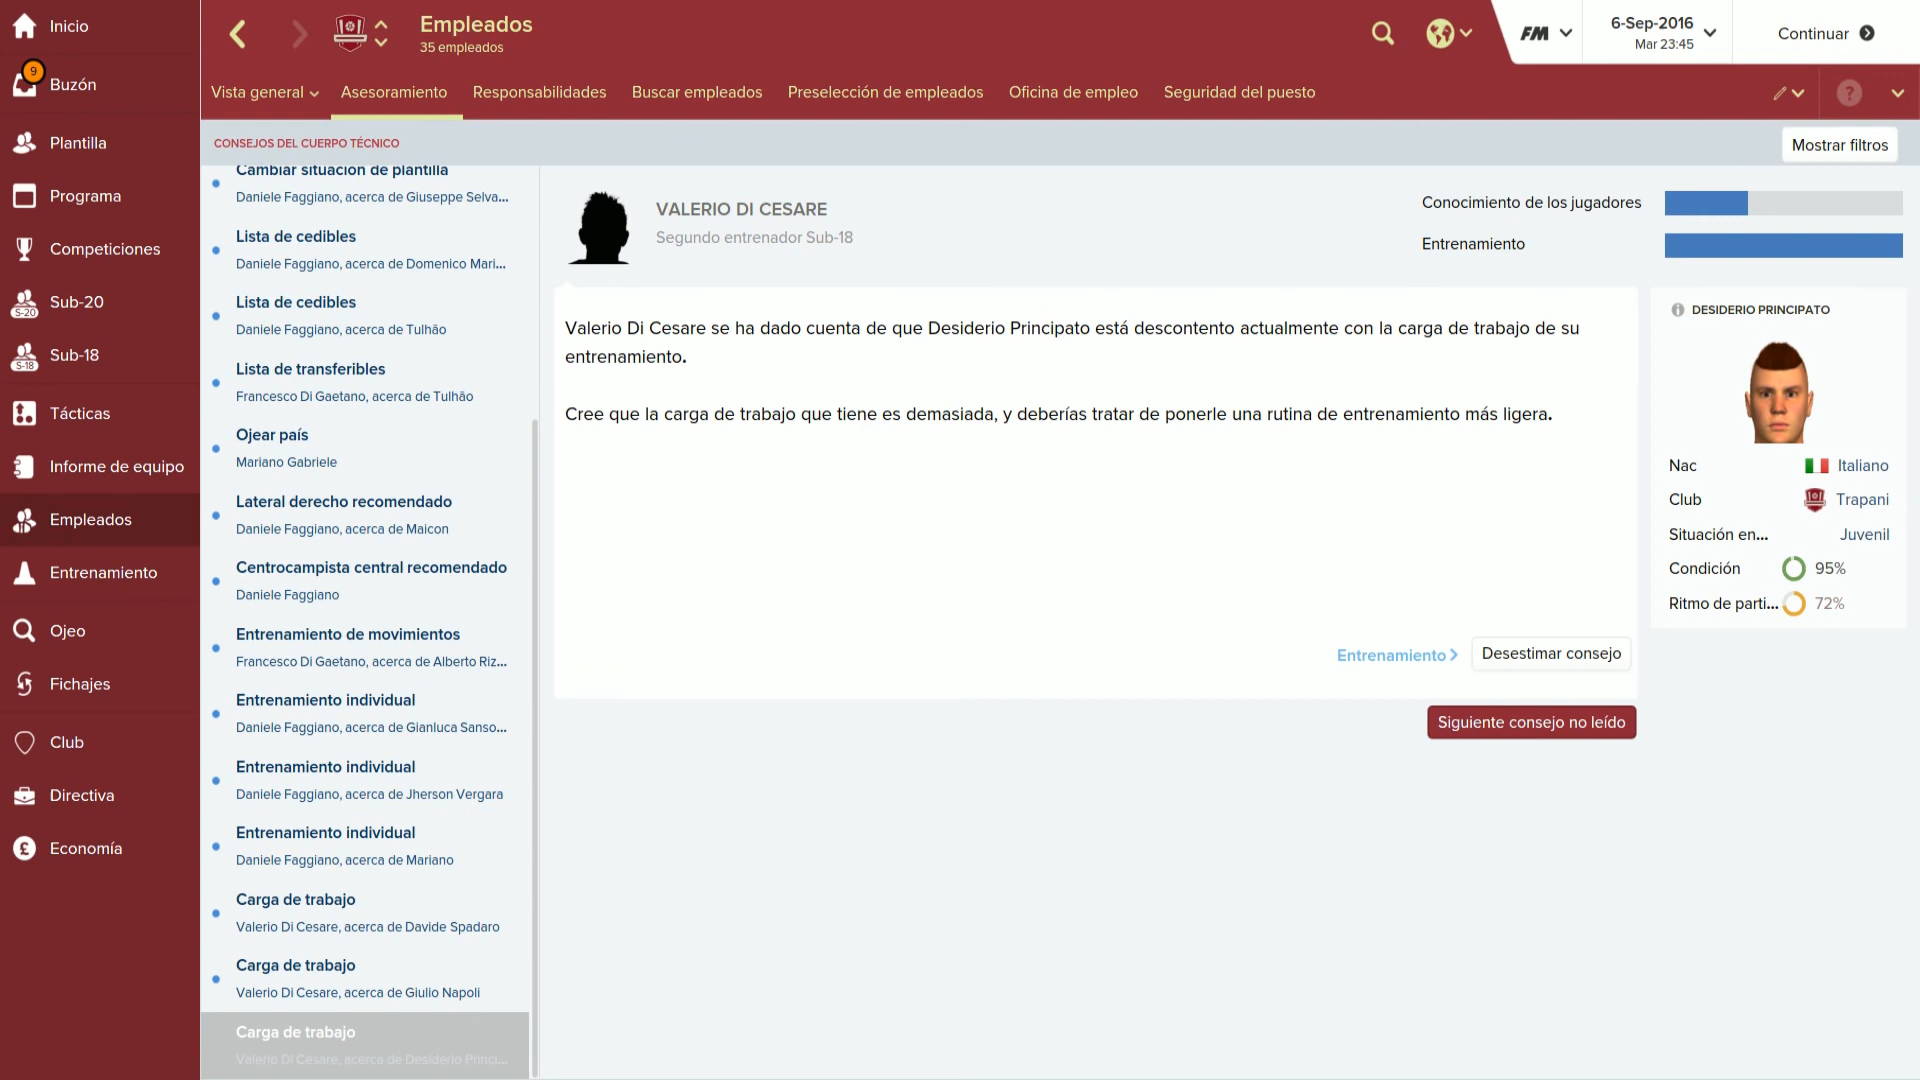 Inicio
9
Buzón
Plantilla
Programa
Competiciones
S-20
Sub-20
S-18
Sub-18
Tácticas
Informe de equipo
Empleados
Entrenamiento
Ojeo
Fichajes
Club
Directiva
Economía
Empleados
35 empleados
FM
6-Sep-2016
Mar 23:45
Continuar
Vista general
Asesoramiento
Responsabilidades
Buscar empleados
Preselección de empleados
Oficina de empleo
Seguridad del puesto
?
CONSEJOS DEL CUERPO TÉCNICO
Mostrar filtros
Cambiar situación de plantilla
Daniele Faggiano, acerca de Giuseppe Selva...
Lista de cedibles
Daniele Faggiano, acerca de Domenico Mari...
Lista de cedibles
Daniele Faggiano, acerca de Tulhão
Lista de transferibles
Francesco Di Gaetano, acerca de Tulhão
Ojear país
Mariano Gabriele
Lateral derecho recomendado
Daniele Faggiano, acerca de Maicon
Centrocampista central recomendado
Daniele Faggiano
Entrenamiento de movimientos
Francesco Di Gaetano, acerca de Alberto Riz...
Entrenamiento individual
Daniele Faggiano, acerca de Gianluca Sanso...
Entrenamiento individual
Daniele Faggiano, acerca de Jherson Vergara
Entrenamiento individual
Daniele Faggiano, acerca de Mariano
Carga de trabajo
Valerio Di Cesare, acerca de Davide Spadaro
Carga de trabajo
Valerio Di Cesare, acerca de Giulio Napoli
Carga de trabajo
Valerio Di Cesare, acerca de Desiderio Princi...
VALERIO DI CESARE
Segundo entrenador Sub-18
Conocimiento de los jugadores
Entrenamiento
Valerio Di Cesare se ha dado cuenta de que Desiderio Principato está descontento actualmente con la carga de trabajo de su
entrenamiento.
Cree que la carga de trabajo que tiene es demasiada, y deberías tratar de ponerle una rutina de entrenamiento más ligera.
Entrenamiento
Desestimar consejo
Siguiente consejo no leído
DESIDERIO PRINCIPATO
Nac Italiano
Club Trapani
Situación en... Juvenil
Condición 95%
Ritmo de parti... 72%